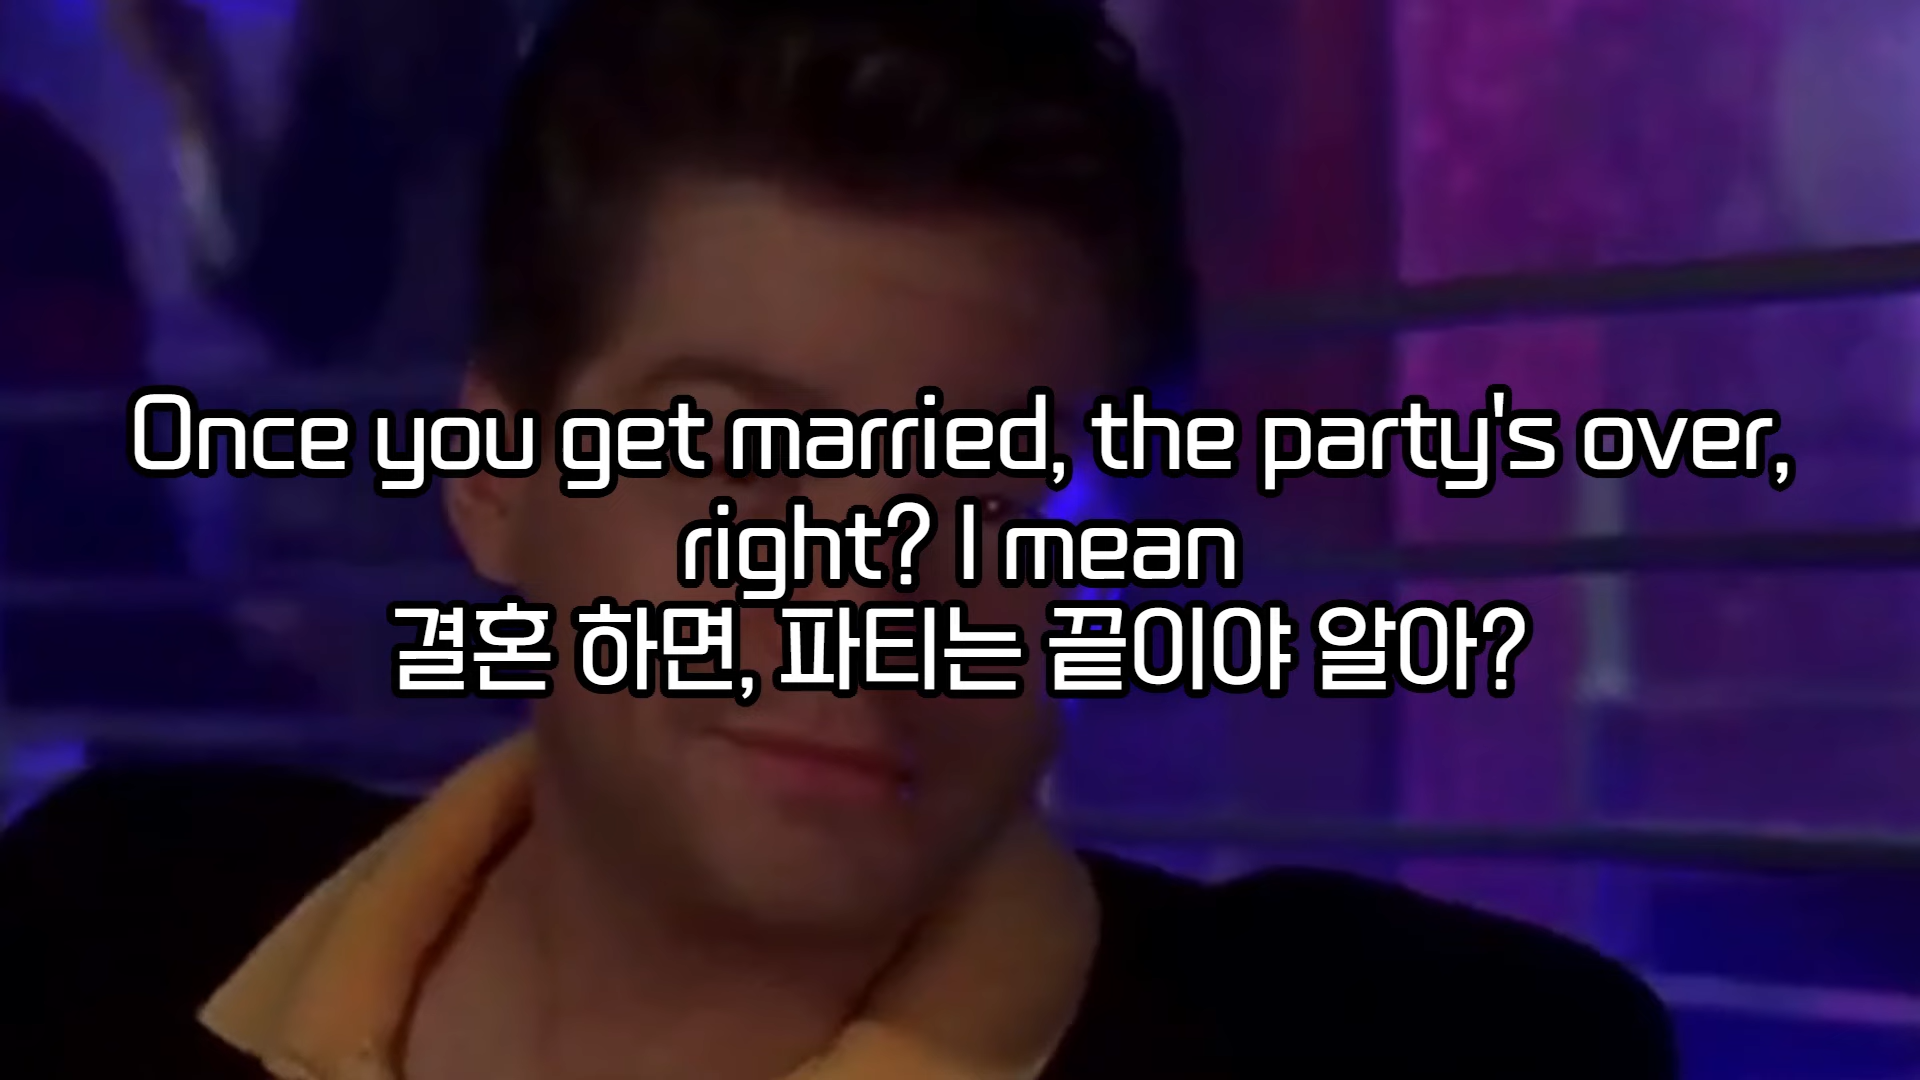 Once you get married, the party's over,
right? I mean
결혼 하면, 파티는 끝이야 알아?